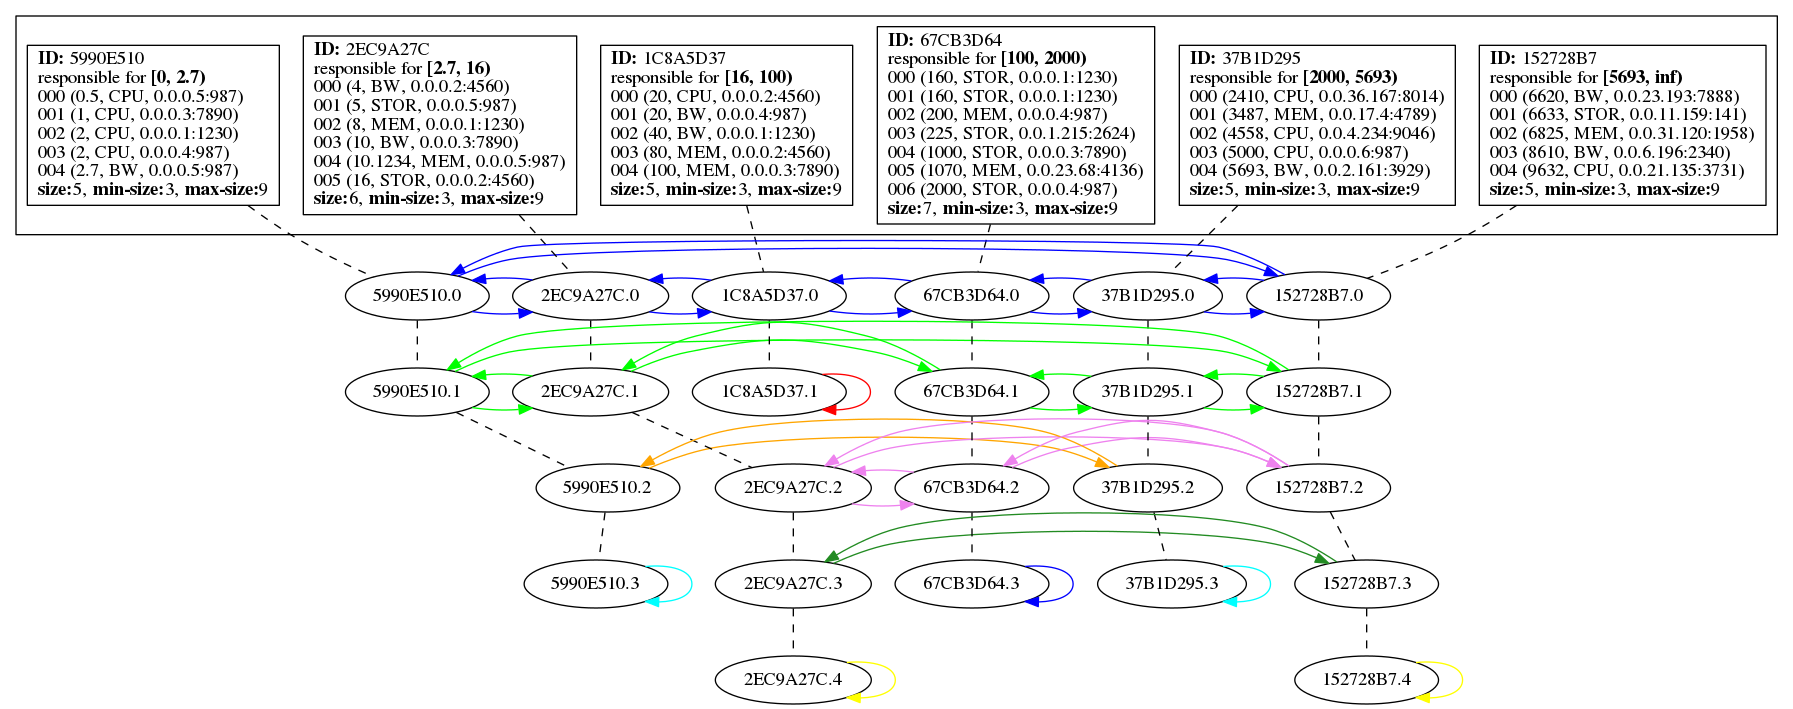 ID: 5990E510
responsible for [0, 2.7)
000 (0.5, CPU, 0.0.0.5:987)
001 (1, CPU, 0.0.0.3:7890)
002 (2, CPU, 0.0.0.1:1230)
003 (2, CPU, 0.0.0.4:987)
004 (2.7, BW, 0.0.0.5:987)
size:5, min-size:3, max-size:9
ID: 2EC9A27C
responsible for [2.7, 16)
000 (4, BW, 0.0.0.2:4560)
001 (5, STOR, 0.0.0.5:987)
002 (8, MEM, 0.0.0.1:1230)
003 (10, BW, 0.0.0.3:7890)
004 (10.1234, MEM, 0.0.0.5:987)
005 (16, STOR, 0.0.0.2:4560)
size:6, min-size:3, max-size:9
ID: 1C8A5D37
responsible for [16, 100)
000 (20, CPU, 0.0.0.2:4560)
001 (20, BW, 0.0.0.4:987)
002 (40, BW, 0.0.0.1:1230)
003 (80, MEM, 0.0.0.2:4560)
004 (100, MEM, 0.0.0.3:7890)
size:5, min-size:3, max-size:9
ID: 67CB3D64
responsible for [100, 2000)
000 (160, STOR, 0.0.0.1:1230)
001 (160, STOR, 0.0.0.1:1230)
002 (200, MEM, 0.0.0.4:987)
003 (225, STOR, 0.0.1.215:2624)
004 (1000, STOR, 0.0.0.3:7890)
005 (1070, MEM, 0.0.23.68:4136)
006 (2000, STOR, 0.0.0.4:987)
size:7, min-size:3, max-size:9
ID: 37B1D295
responsible for [2000, 5693)
000 (2410, CPU, 0.0.36.167:8014)
001 (3487, MEM, 0.0.17.4:4789)
002 (4558, CPU, 0.0.4.234:9046)
003 (5000, CPU, 0.0.0.6:987)
004 (5693, BW, 0.0.2.161:3929)
size:5, min-size:3, max-size:9
ID: 152728B7
responsible for [5693, inf)
000 (6620, BW, 0.0.23.193:7888)
001 (6633, STOR, 0.0.11.159:141)
002 (6825, MEM, 0.0.31.120:1958)
003 (8610, BW, 0.0.6.196:2340)
004 (9632, CPU, 0.0.21.135:3731)
size:5, min-size:3, max-size:9
5990E510.0
2EC9A27C.0
1C8A5D37.0
67CB3D64.0
37B1D295.0
152728B7.0
5990E510.1
2EC9A27C.1
1C8A5D37.1
67CB3D64.1
37B1D295.1
152728B7.1
5990E510.2
2EC9A27C.2
67CB3D64.2
37B1D295.2
152728B7.2
5990E510.3
2EC9A27C.3
67CB3D64.3
37B1D295.3
152728B7.3
2EC9A27C.4
152728B7.4